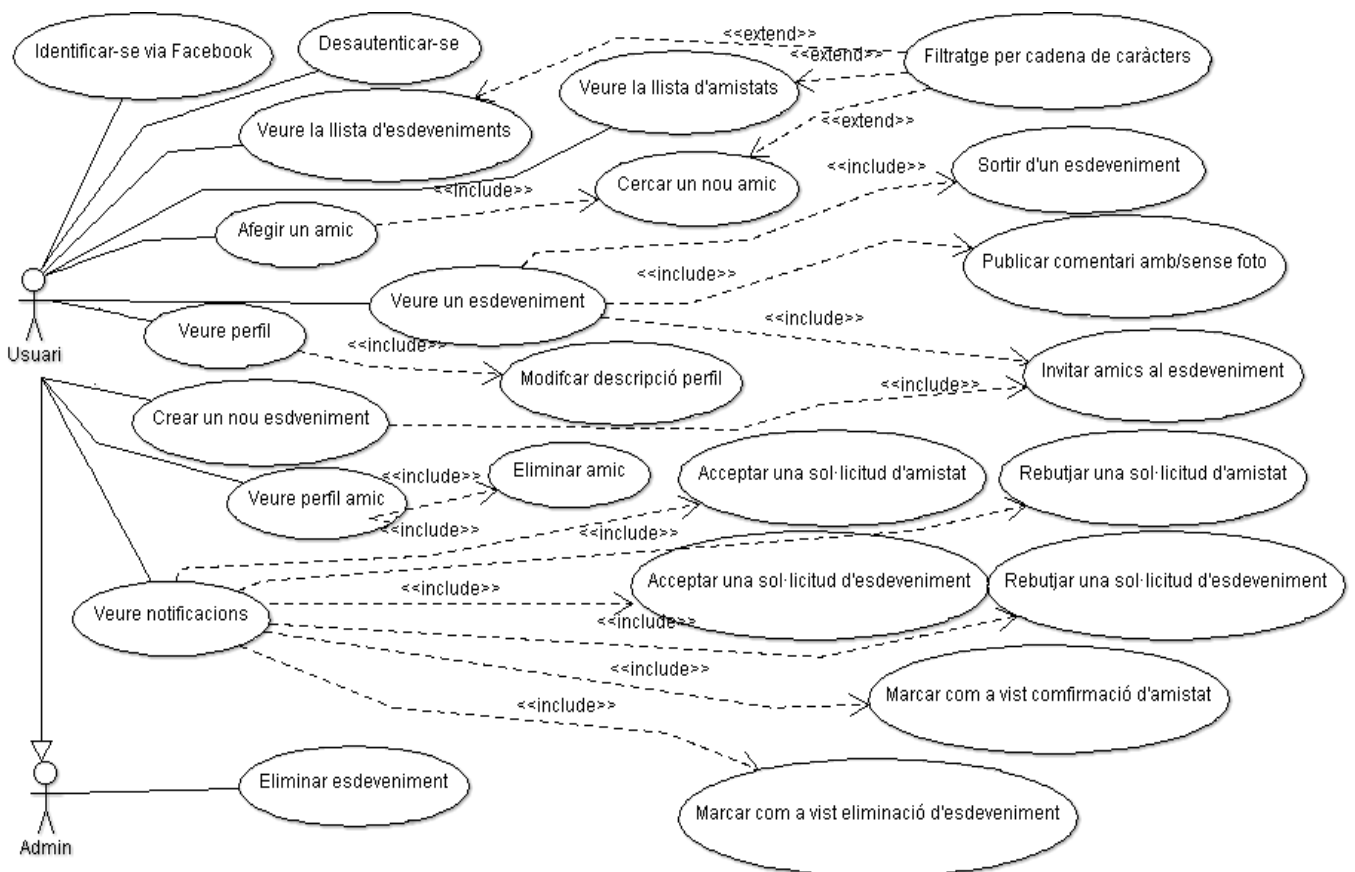 Identificar-se via Facebook
Desautenticar-se
<<extend>>
Filtratge per cadena de caràcters
<<extend>>
Veure la llista d'amistats
Veure la llista d'esdeveniments
<<extend>>
Sortir d'un esdeveniment
<<include>>
Cercar un nou amic
<<include>>
Afegir un amic
Publicar comentari amb/sense foto
<<include>>
Veure un esdeveniment
<<include>>
Veure perfil
<<include>>
Usuari
Modifcar descripció perfil
Invitar amics al esdeveniment
<<include>>
Crear un nou esdveniment
Eliminar amic
<<include>>
Acceptar una sol·licitud d'amistat
Rebutjar una sol·licitud d'amistat
Veure perfil amic
<<include>>
<<include>>
<<include>>
Acceptar una sol·licitud d'esdeveniment
Rebutjar una sol·licitud d'esdeveniment
Veure notificacions
<<include>>
<<include>>
Marcar com a vist comfirmació d'amistat
<<include>>
Eliminar esdeveniment
Marcar com a vist eliminació d'esdeveniment
Admin